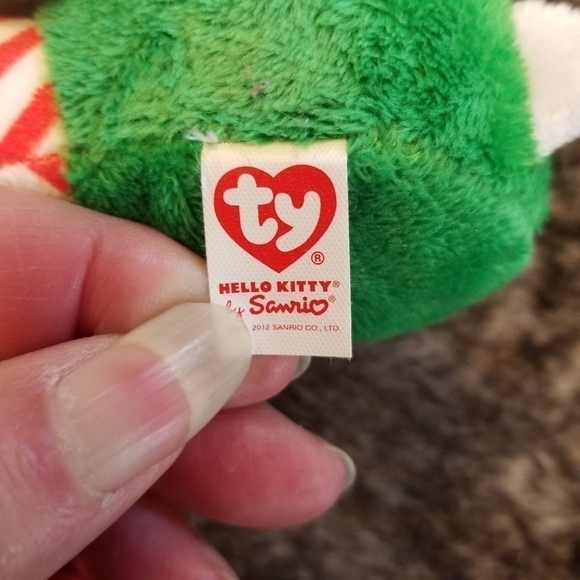 ty®
HELLO KITTY®
by Sanrio®
2012 SANRIO CO., LTD.